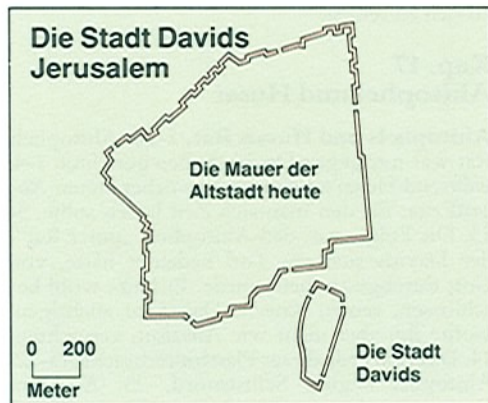 Die Stadt Davids
Jerusalem
Die Mauer der
Altstadt heute
0 200
Meter
Die Stadt
Davids